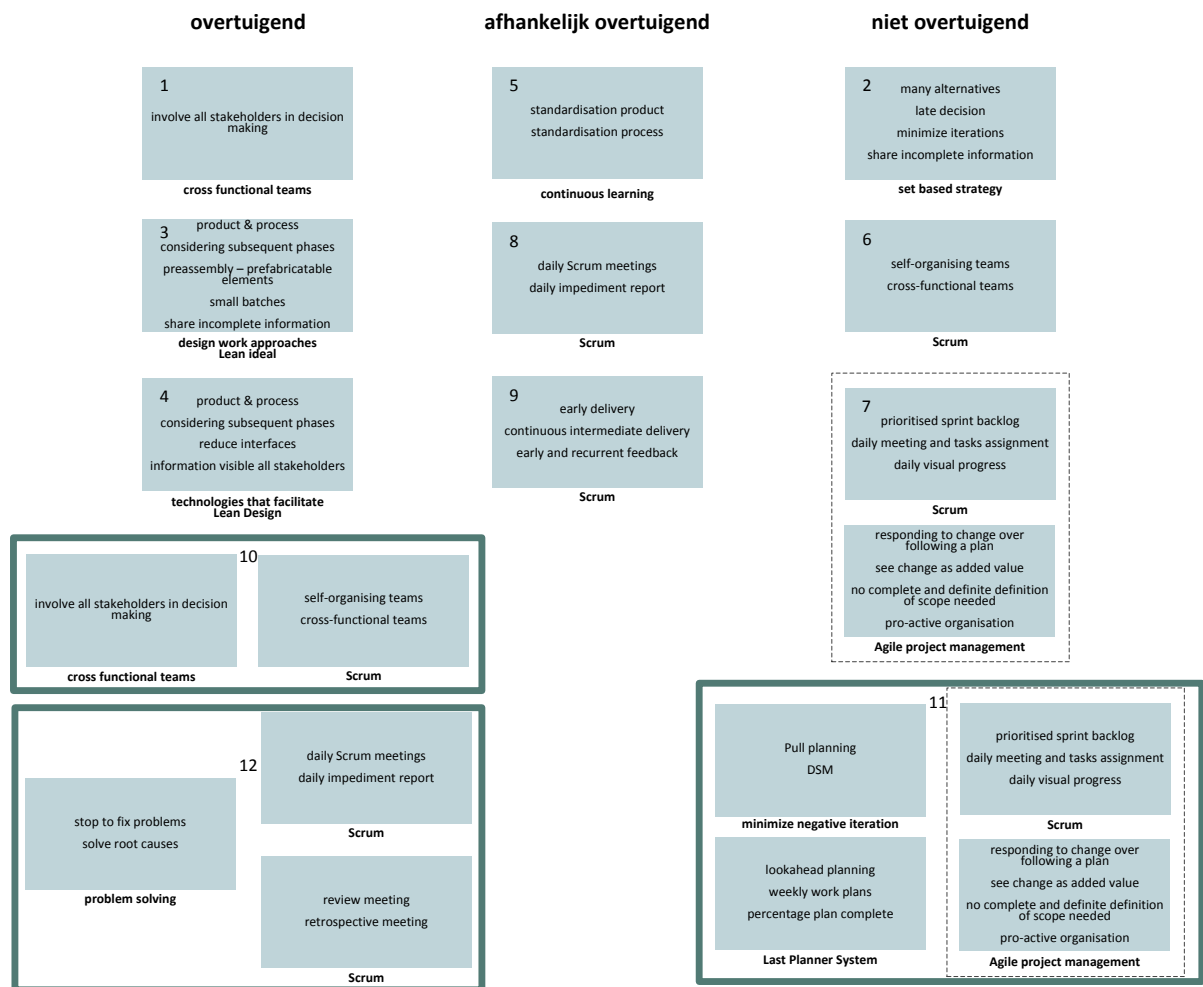 overtuigend
afhankelijk overtuigend
niet overtuigend
1
involve all stakeholders in decision
making
cross functional teams
5
standardisation product
standardisation process
continuous learning
2
many alternatives
late decision
minimize iterations
share incomplete information
set based strategy
3
product & process
considering subsequent phases
preassembly – prefabricatable
elements
small batches
share incomplete information
design work approaches
Lean ideal
8
daily Scrum meetings
daily impediment report
Scrum
6
self-organising teams
cross-functional teams
Scrum
4
product & process
considering subsequent phases
reduce interfaces
information visible all stakeholders
technologies that facilitate
Lean Design
9
early delivery
continuous intermediate delivery
early and recurrent feedback
Scrum
7
prioritised sprint backlog
daily meeting and tasks assignment
daily visual progress
Scrum
responding to change over
following a plan
see change as added value
no complete and definite definition
of scope needed
pro-active organisation
Agile project management
10
involve all stakeholders in decision
making
cross functional teams
self-organising teams
cross-functional teams
Scrum
12
stop to fix problems
solve root causes
problem solving
daily Scrum meetings
daily impediment report
Scrum
review meeting
retrospective meeting
Scrum
11
Pull planning
DSM
minimize negative iteration
lookahead planning
weekly work plans
percentage plan complete
Last Planner System
prioritised sprint backlog
daily meeting and tasks assignment
daily visual progress
Scrum
responding to change over
following a plan
see change as added value
no complete and definite definition
of scope needed
pro-active organisation
Agile project management